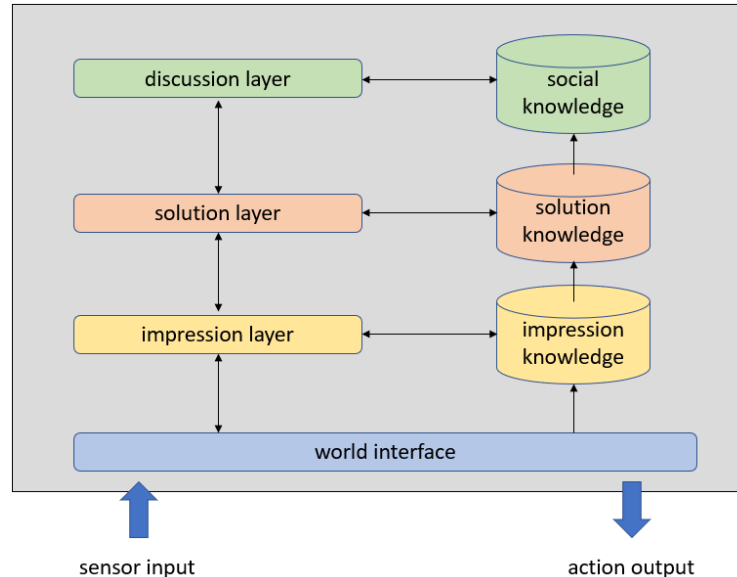 discussion layer
social
knowledge
solution layer
solution
knowledge
impression layer
impression
knowledge
world interface
sensor input
action output